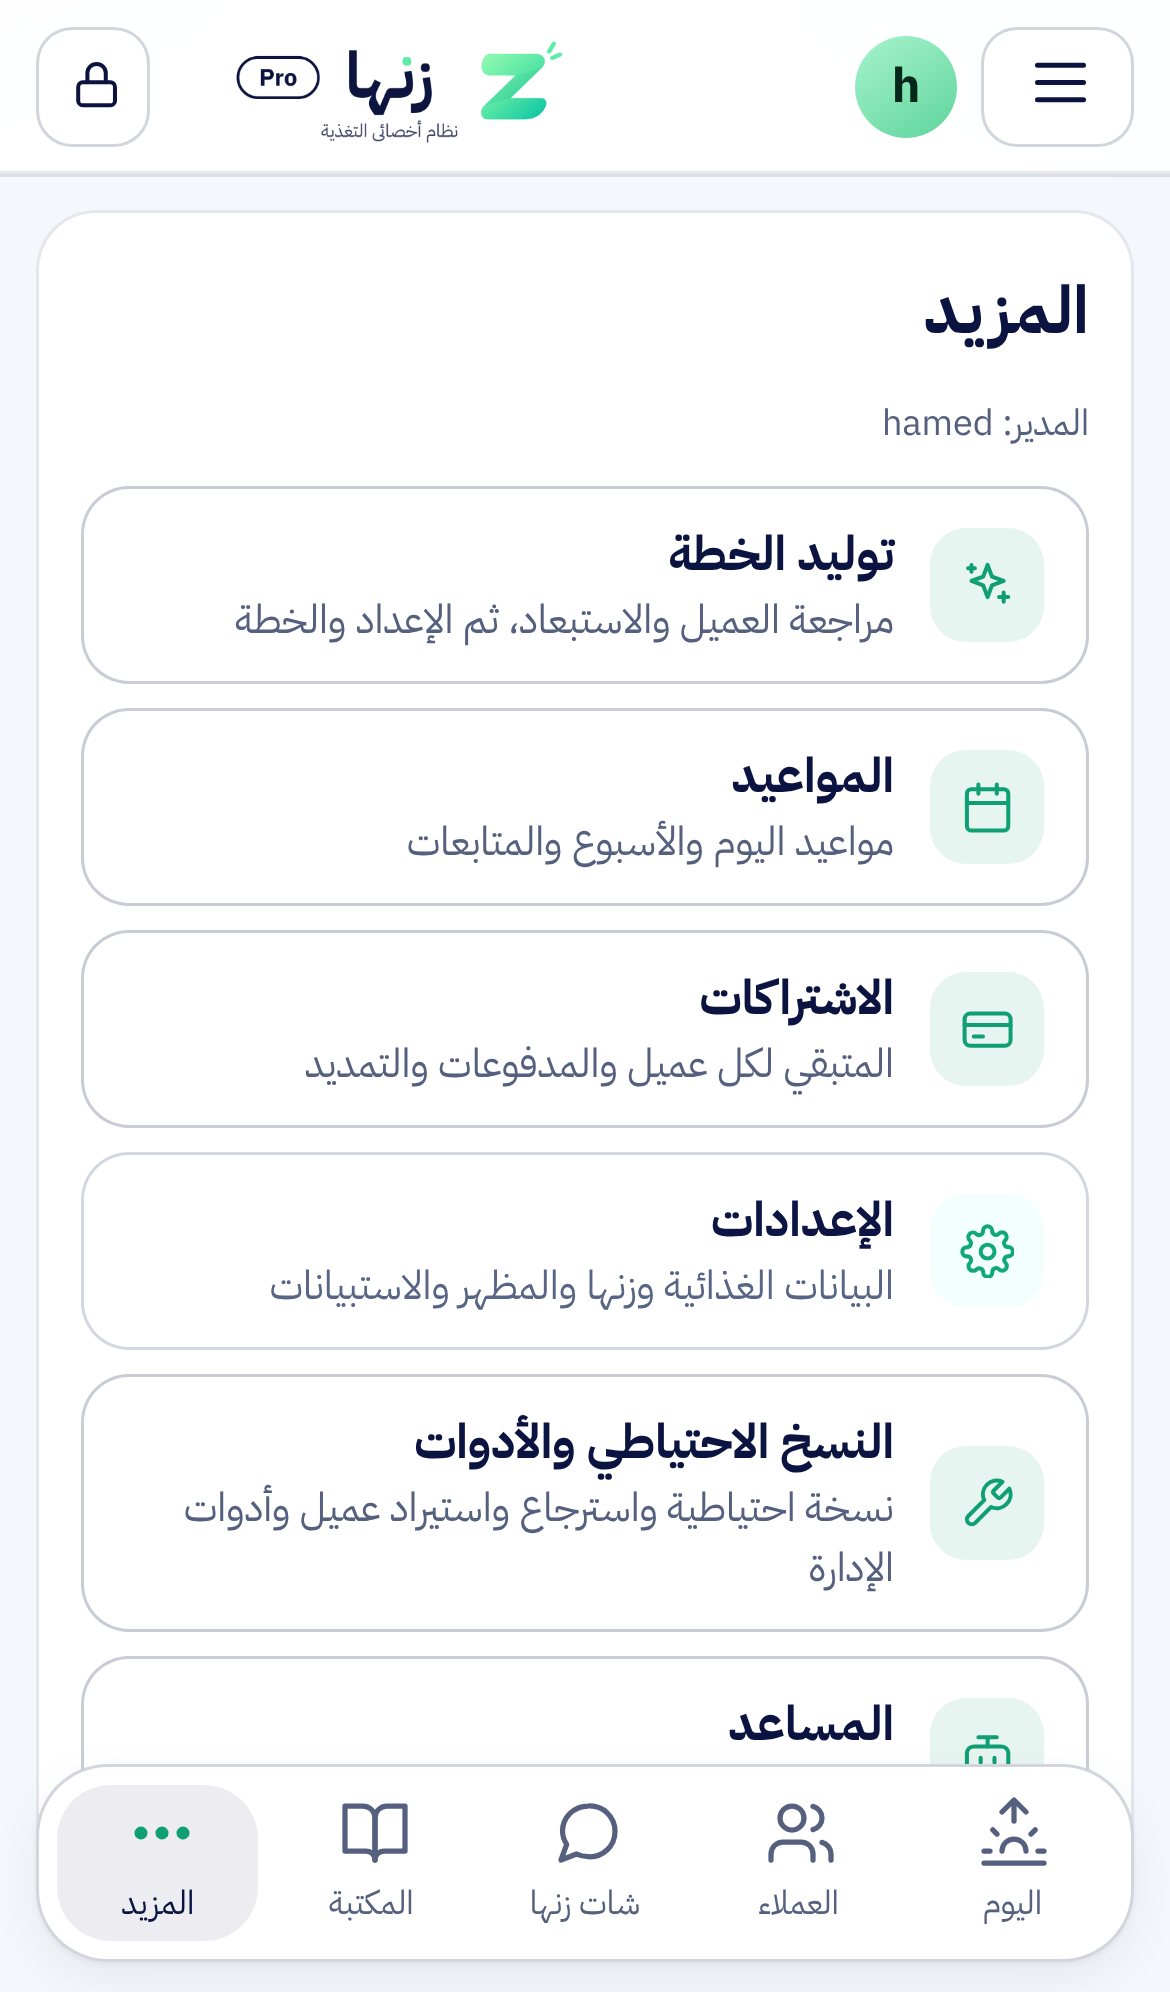 h
زنها Pro
نظام أخصائي التغذية
المزيد
المدير: hamed
توليد الخطة
مراجعة العميل والاستبعاد، ثم الإعداد والخطة
المواعيد
مواعيد اليوم والأسبوع والمتابعات
الاشتراكات
المتبقي لكل عميل والمدفوعات والتمديد
الإعدادات
البيانات الغذائية وزنها والمظهر والاستبيانات
النسخ الاحتياطي والأدوات
نسخة احتياطية واسترجاع واستيراد عميل وأدوات
الإدارة
المساعد
اليوم
العملاء
شات زنها
المكتبة
المزيد